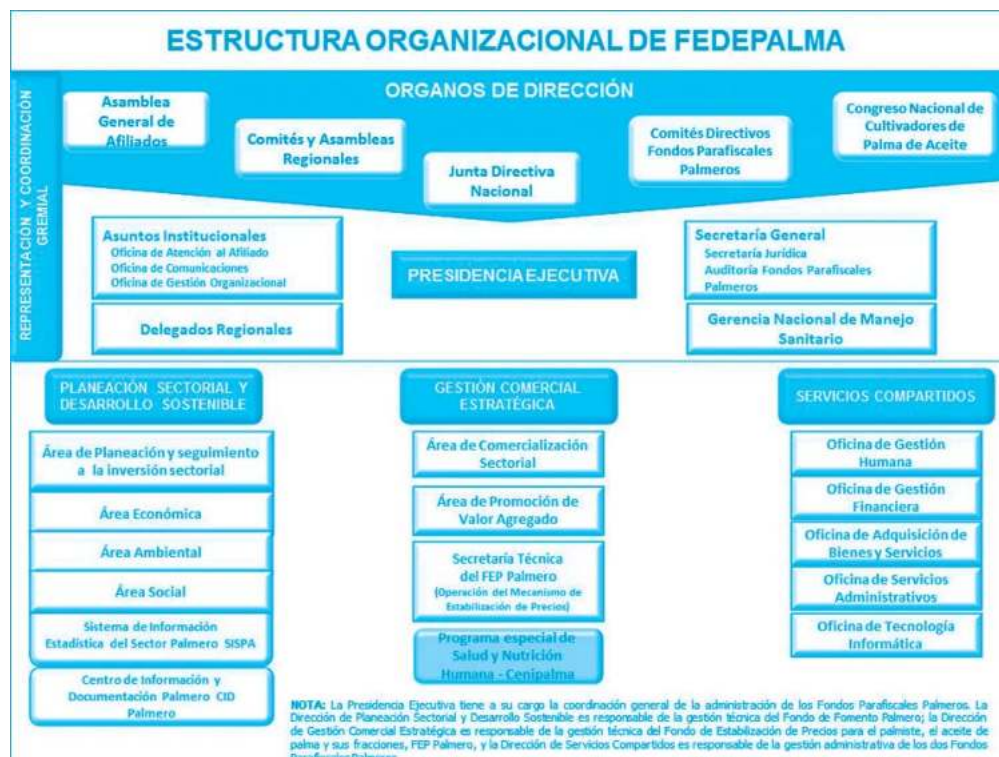 ESTRUCTURA ORGANIZACIONAL DE FEDEPALMA
REPRESENTACIÓN Y COORDINACIÓN
GREMIAL
ORGANOS DE DIRECCIÓN
Asamblea
General de
Afiliados
Comités y Asambleas
Regionales
Junta Directiva
Nacional
Comités Directivos
Fondos Parafiscales
Palmeros
Congreso Nacional de
Cultivadores de
Palma de Aceite
Asuntos Institucionales
Oficina de Atención al Afiliado
Oficina de Comunicaciones
Oficina de Gestión Organizacional
Delegados Regionales
PRESIDENCIA EJECUTIVA
Secretaría General
Secretaría Jurídica
Auditoría Fondos Parafiscales
Palmeros
Gerencia Nacional de Manejo
Sanitario
PLANEACIÓN SECTORIAL Y
DESARROLLO SOSTENIBLE
Área de Planeación y seguimiento
a la inversión sectorial
Área Económica
Área Ambiental
Área Social
Sistema de Información
Estadística del Sector Palmero SISPA
Centro de Información y
Documentación Palmero CID
Palmero
GESTIÓN COMERCIAL
ESTRATÉGICA
Área de Comercialización
Sectorial
Área de Promoción de
Valor Agregado
Secretaría Técnica
del FEP Palmero
(Operación del Mecanismo de
Estabilización de Precios)
Programa especial de
Salud y Nutrición
Humana - Cenipalma
SERVICIOS COMPARTIDOS
Oficina de Gestión
Humana
Oficina de Gestión
Financiera
Oficina de Adquisición de
Bienes y Servicios
Oficina de Servicios
Administrativos
Oficina de Tecnología
Informática
NOTA: La Presidencia Ejecutiva tiene a su cargo la coordinación general de la administración de los Fondos Parafiscales Palmeros. La
Dirección de Planeación Sectorial y Desarrollo Sostenible es responsable de la gestión técnica del Fondo de Fomento Palmero; la Dirección
de Gestión Comercial Estratégica es responsable de la gestión técnica del Fondo de Estabilización de Precios para el palmiste, el aceite de
palma y sus fracciones, FEP Palmero, y la Dirección de Servicios Compartidos es responsable de la gestión administrativa de los dos Fondos